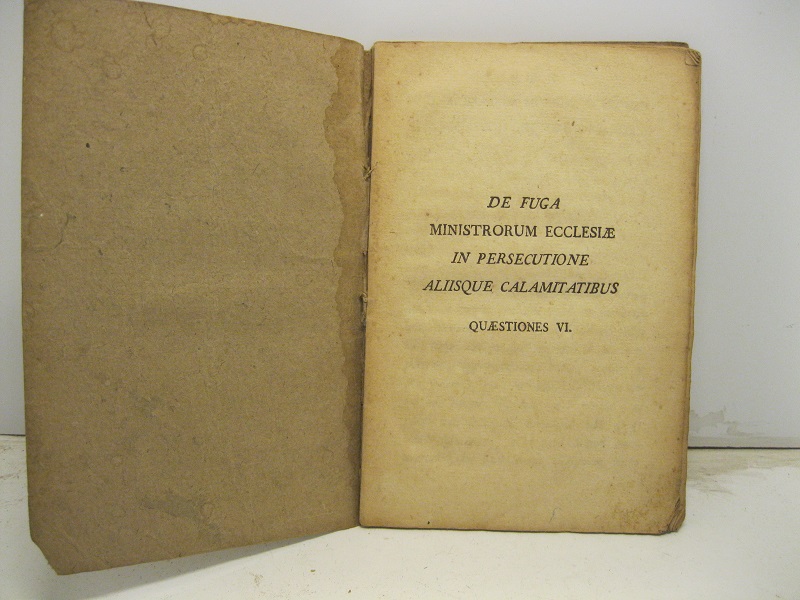 DE FUGA
MINISTRORUM ECCLESIÆ
IN PERSECUTIONE
ALIISQUE CALAMITATIBUS
QUÆSTIONES VI.